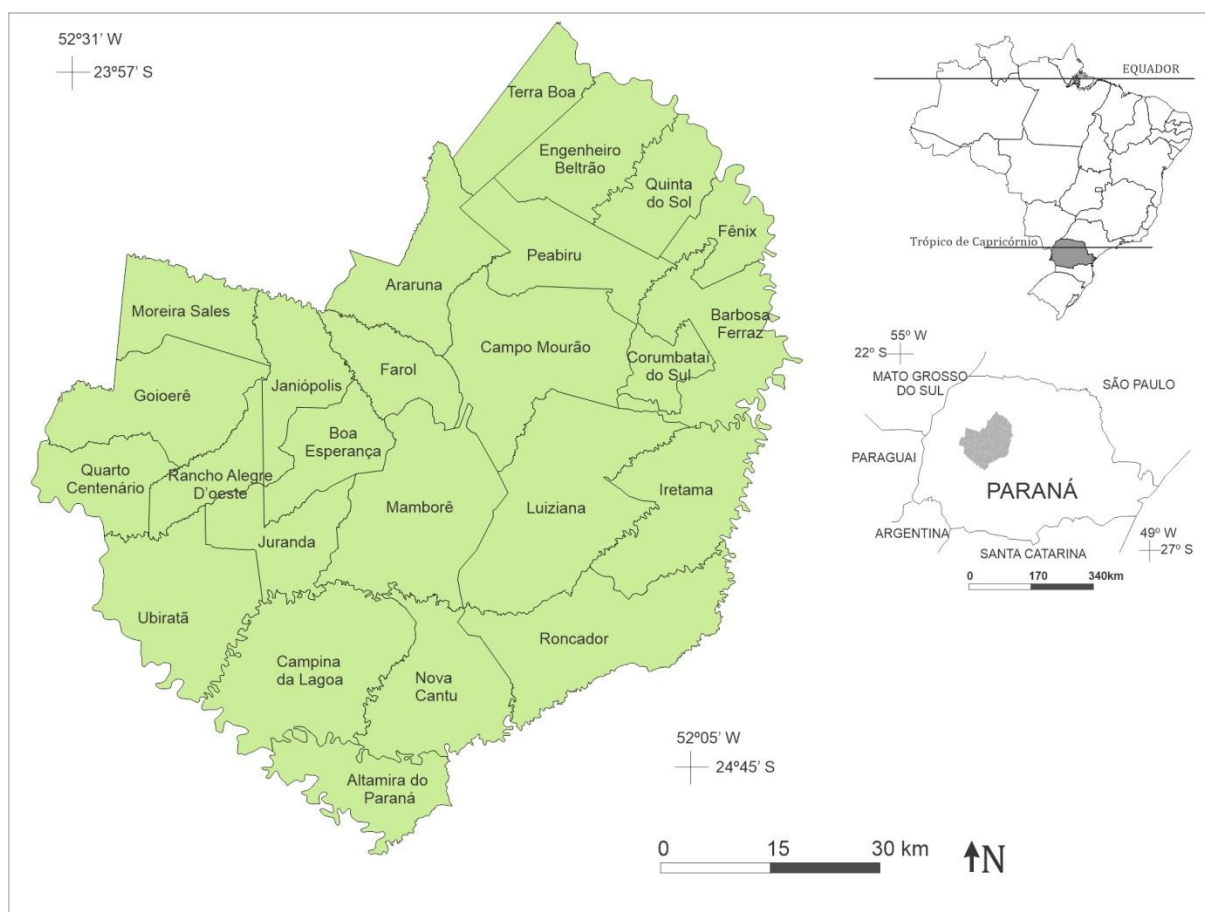 52º31' W
23º57' S
Terra Boa
Engenheiro
Beltrão
Quinta
do Sol
Fênix
Peabiru
Araruna
Barbosa
Ferraz
Moreira Sales
Campo Mourão
Corumbataí
do Sul
Farol
Janiópolis
Goioerê
Boa
Esperança
Quarto
Centenário
Rancho Alegre
D'oeste
Mamborê
Luiziana
Iretama
Juranda
Ubiratã
Roncador
Campina
da Lagoa
Nova
Cantu
Altamira do
Paraná
52º05' W
24º45' S
0 15 30 km
N
EQUADOR
Trópico de Capricórnio
55º W
22º S
MATO GROSSO
DO SUL
SÃO PAULO
PARAGUAI
PARANÁ
ARGENTINA
SANTA CATARINA
49º W
27º S
0 170 340km